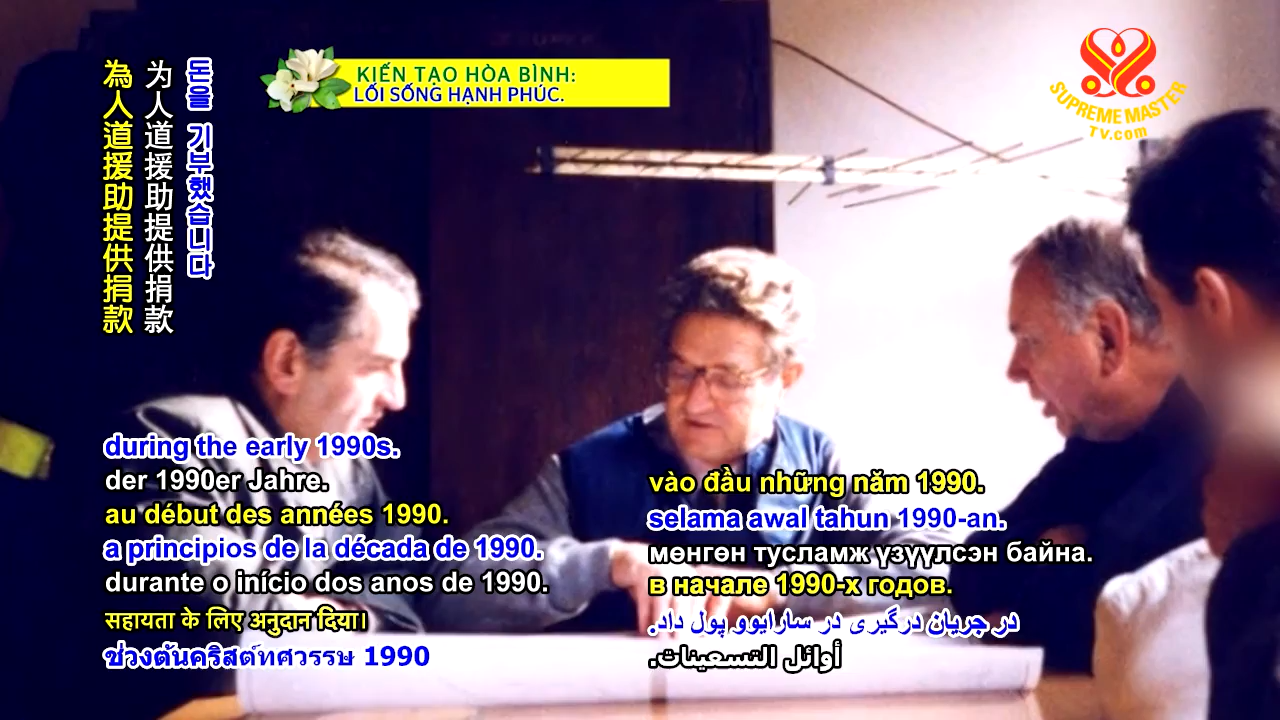 돈을 기부했습니다
为人道援助提供捐款
為人道援助提供捐款
KIẾN TẠO HÒA BÌNH:
LỐI SỐNG HẠNH PHÚC.
SUPREME MASTER
TV.com
during the early 1990s.
der 1990er Jahre.
au début des années 1990.
a principios de la década de 1990.
durante o início dos anos de 1990.
सहायता के लिए अनुदान दिया।
ช่วงต้นคริสต์ทศวรรษ 1990
vào đầu những năm 1990.
selama awal tahun 1990-an.
мөнгөн тусламж үзүүлсэн байна.
в начале 1990-х годов.
در جریان درگیری در سارایوو پول داد.
أوائل التسعينات.